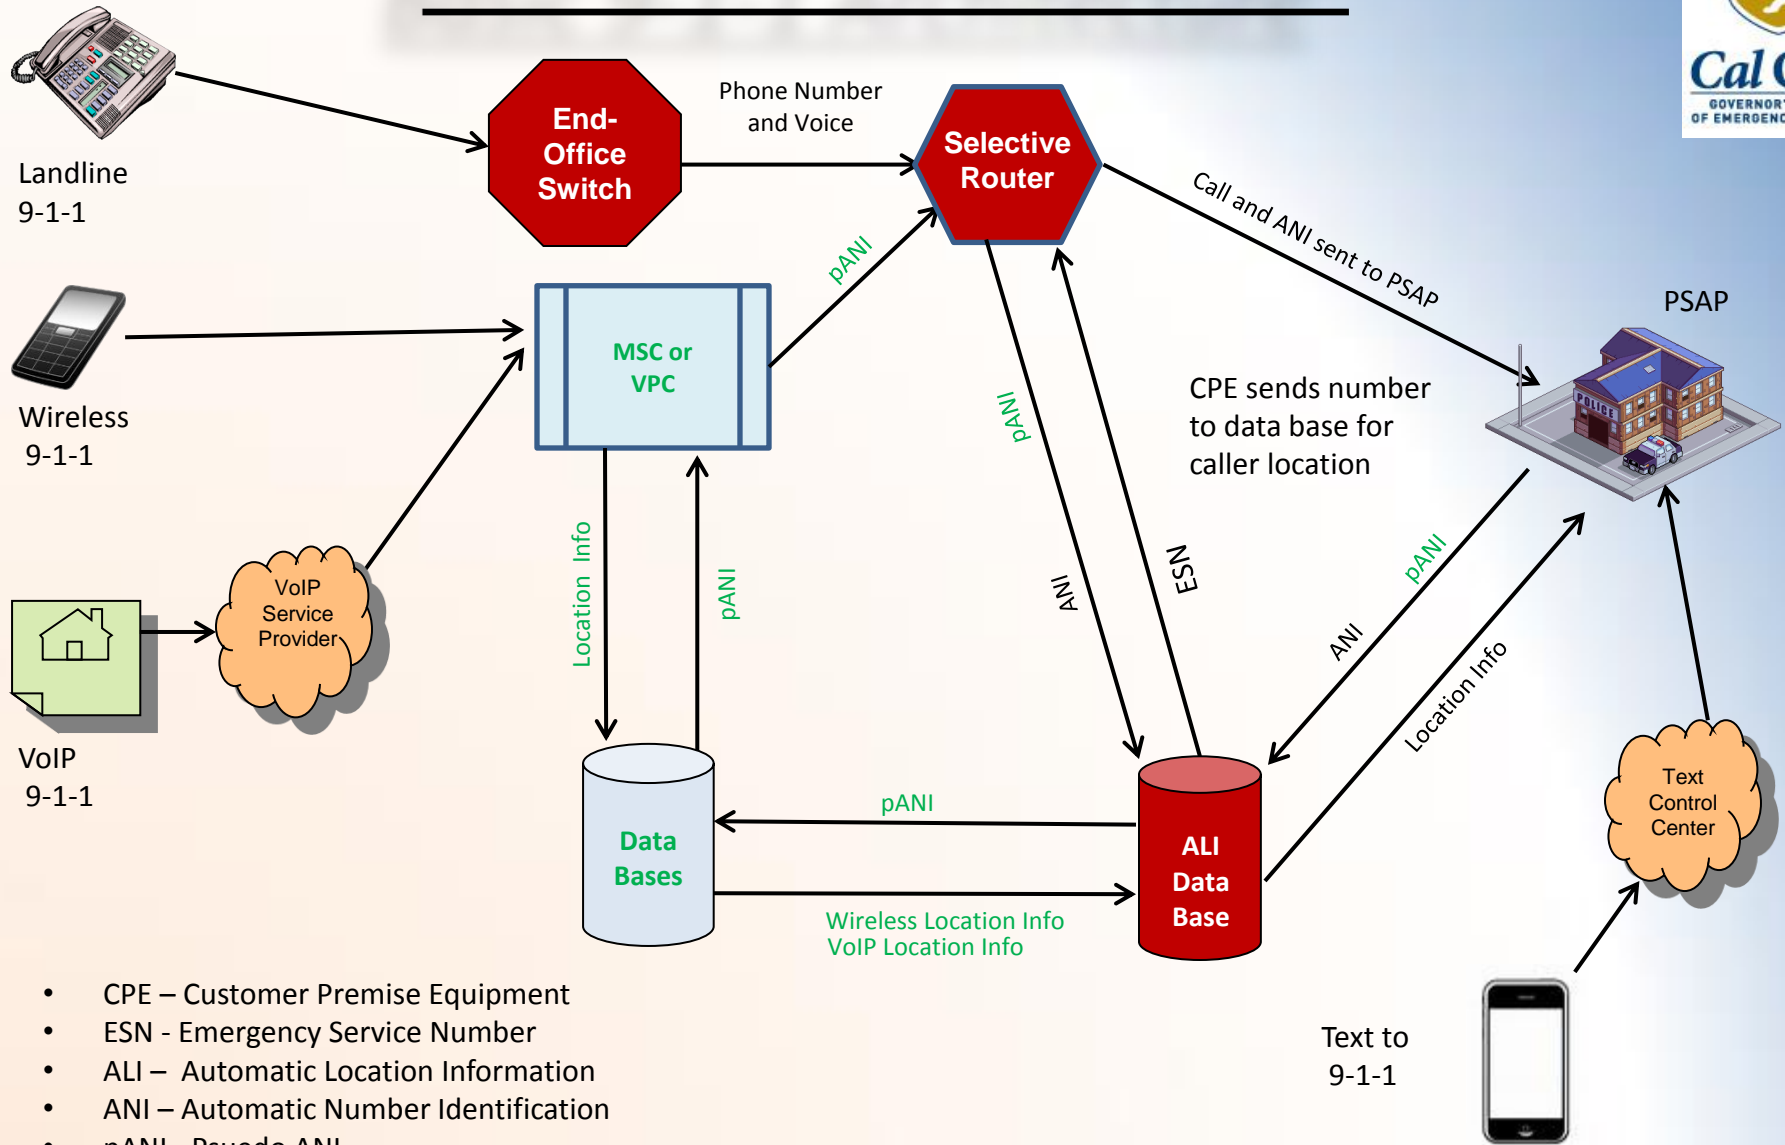 Cal
GOVERNOR'
OF EMERGENC
Landline
9-1-1
End-
Office
Switch
Phone Number
and Voice
Selective
Router
Call and ANI sent to PSAP
PSAP
POLICE
Wireless
9-1-1
MSC or
VPC
pANI
pANI
ANI
ESN
CPE sends number
to data base for
caller location
pANI
ANI
Location Info
Location Info
pANI
VoIP
Service
Provider
VoIP
9-1-1
Data
Bases
pANI
Wireless Location Info
VoIP Location Info
ALI
Data
Base
Text
Control
Center
Text to
9-1-1
• CPE – Customer Premise Equipment
• ESN - Emergency Service Number
• ALI – Automatic Location Information
• ANI – Automatic Number Identification
• pANI - Psuedo ANI